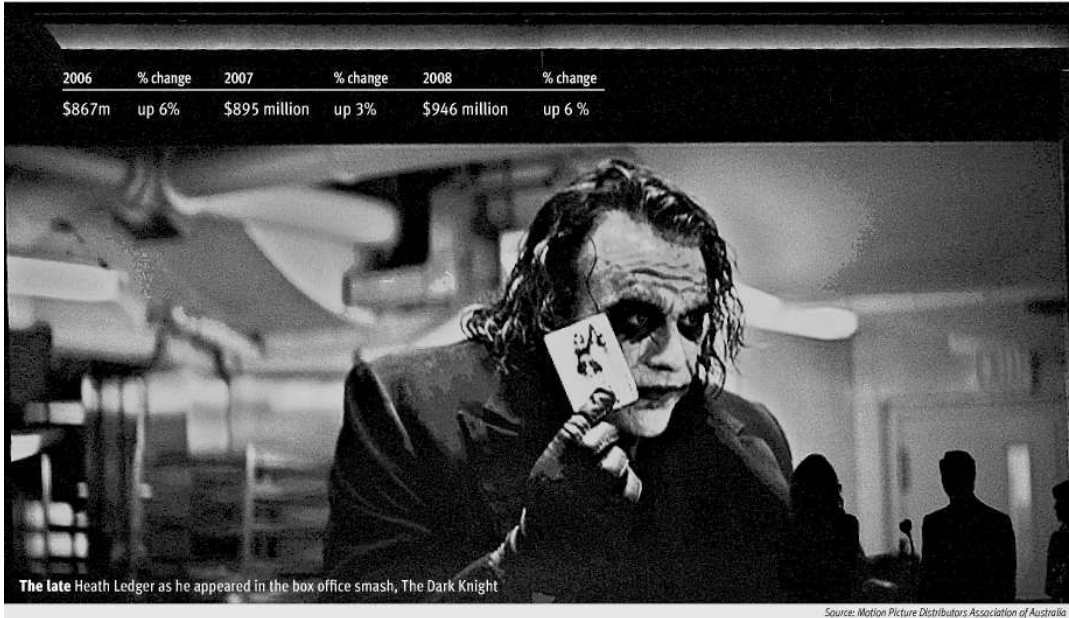 2006 % change 2007 % change 2008 % change
$867m up 6% $895 million up 3% $946 million up 6 %
The late Heath Ledger as he appeared in the box office smash, The Dark Knight
Source: Motion Picture Distributors Association of Australia